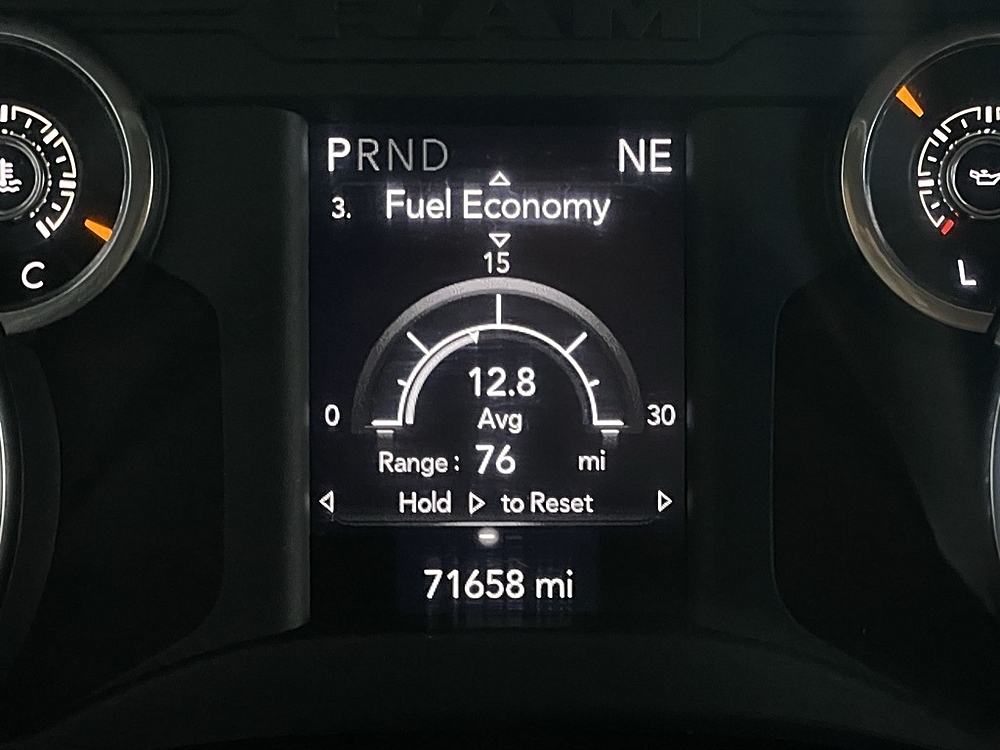 RAM
PRND NE
3. Fuel Economy
15
12.8
0 Avg 30
Range: 76 mi
Hold to Reset
71658 mi
C
L